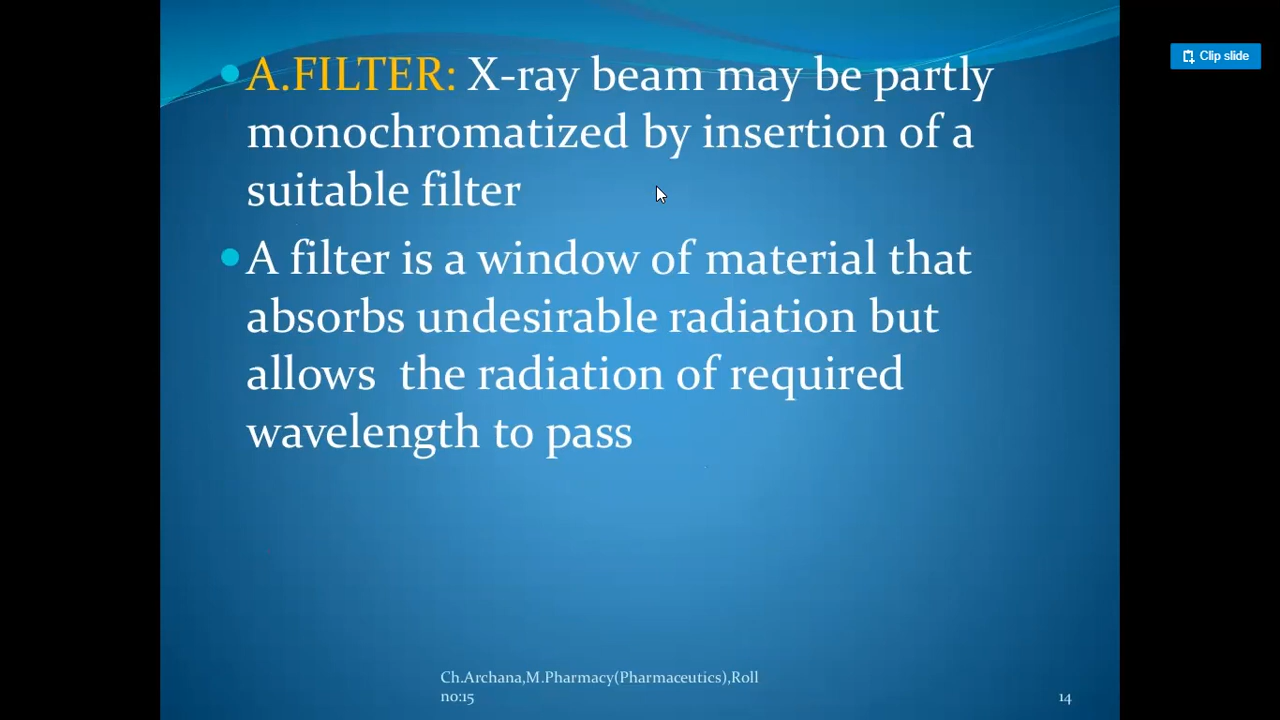 Clip slide
A.FILTER: X-ray beam may be partly
monochromatized by insertion of a
suitable filter
A filter is a window of material that
absorbs undesirable radiation but
allows  the radiation of required
wavelength to pass
Ch.Archana,M.Pharmacy(Pharmaceutics),Roll
no:15
14